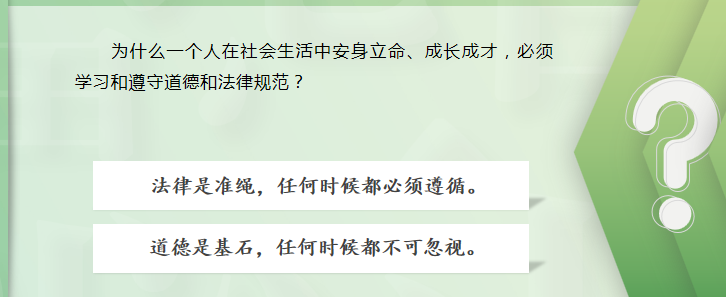 为什么一个人在社会生活中安身立命、成长成才，必须
学习和遵守道德和法律规范？
法律是准绳，任何时候都必须遵循。
道德是基石，任何时候都不可忽视。